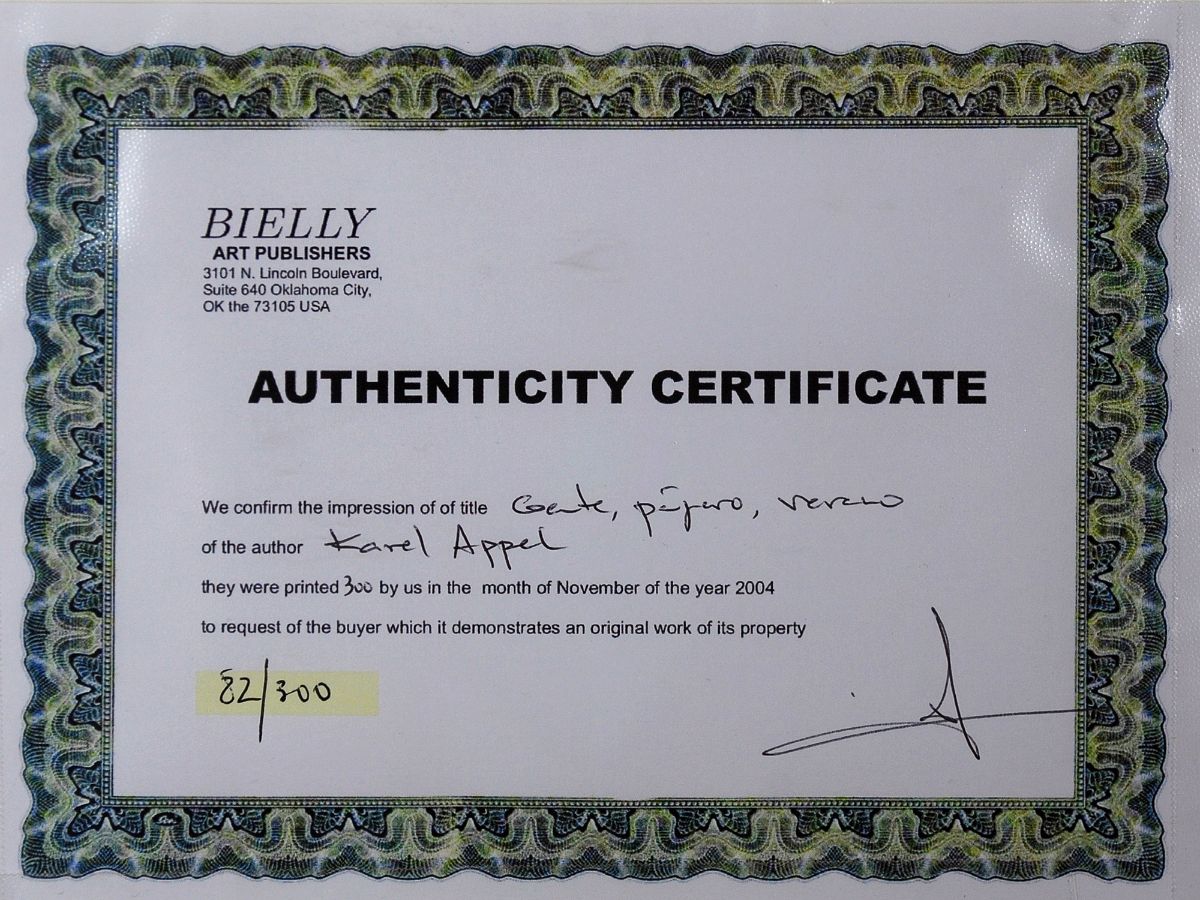 BIELLY
ART PUBLISHERS
3101 N. Lincoln Boulevard,
Suite 640 Oklahoma City,
OK the 73105 USA
AUTHENTICITY CERTIFICATE
We confirm the impression of of title Gente, pájaro, verano
of the author Karel Appel
they were printed 300 by us in the month of November of the year 2004
to request of the buyer which it demonstrates an original work of its property
82/300